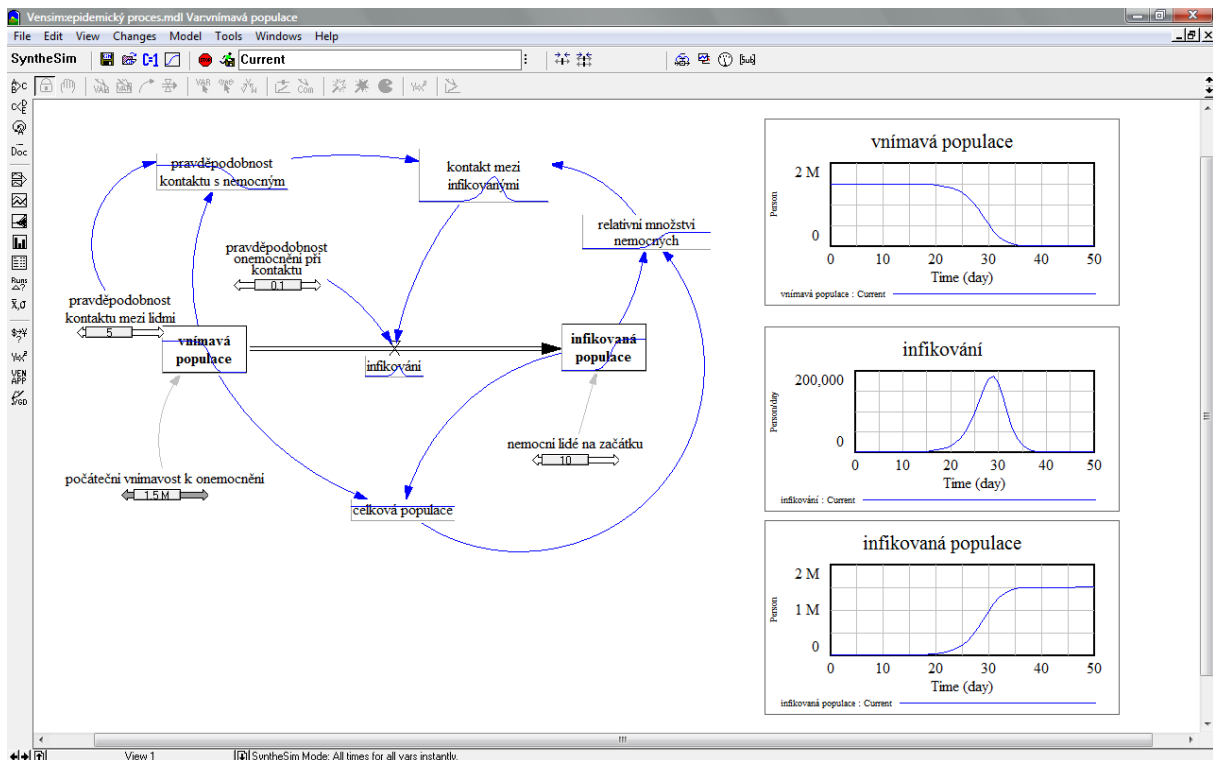 Vensim:epidemický proces.mdl Var:vnímavá populace
File Edit View Changes Model Tools Windows Help
SyntheSim
Current
Doc
Runs
VEN
APP
pravděpodobnost
kontaktu s nemocným
kontakt mezi
infikovanými
relativní množství
nemocných
pravděpodobnost
onemocnění při
kontaktu
0.1
pravděpodobnost
kontaktu mezi lidmi
5
vnímavá
populace
infikování
infikovaná
populace
nemocní lidé na začátku
10
počáteční vnímavost k onemocnění
1.5 M
celková populace
vnímavá populace
2 M
Person
0
0 10 20 30 40 50
Time (day)
vnímavá populace : Current
infikování
200,000
Person/day
0
0 10 20 30 40 50
Time (day)
infikování : Current
infikovaná populace
2 M
1 M
Person
0
0 10 20 30 40 50
Time (day)
infikovaná populace : Current
View 1
SyntheSim Mode: All times for all vars instantly.